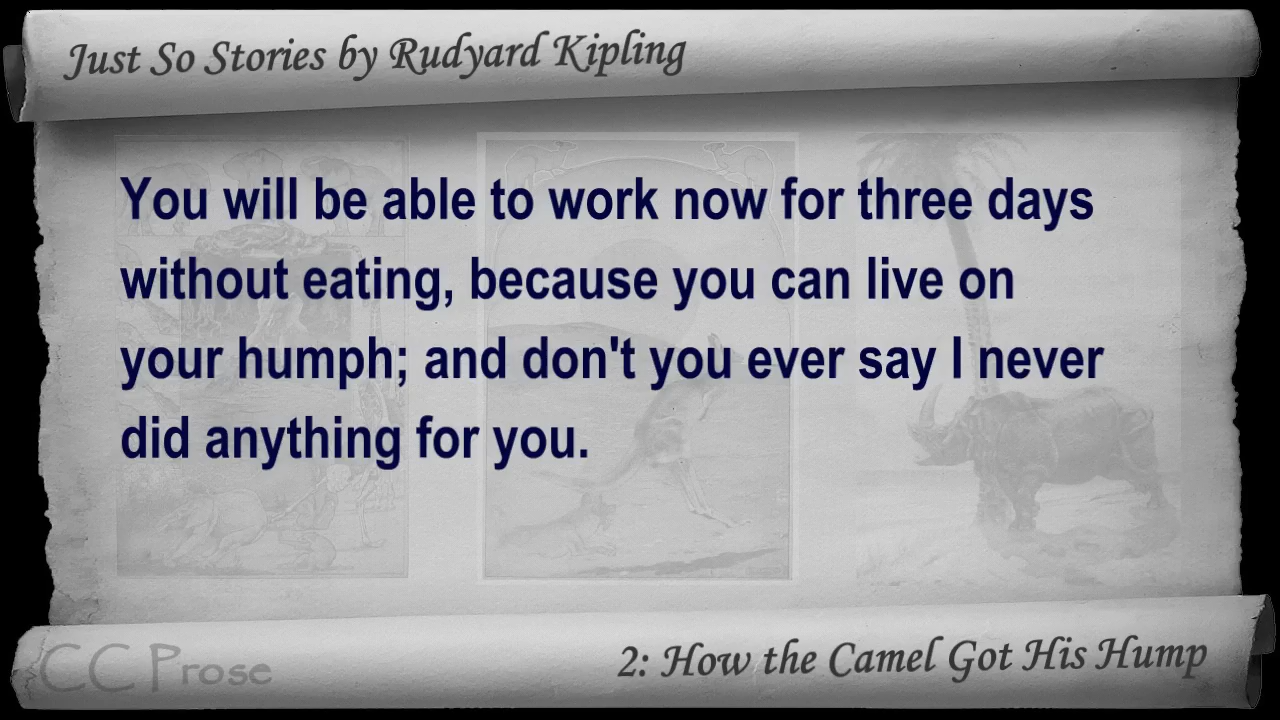 Just So Stories by Rudyard Kipling
You will be able to work now for three days
without eating, because you can live on
your humph; and don't you ever say I never
did anything for you.
CC Prose
2: How the Camel Got His Hump